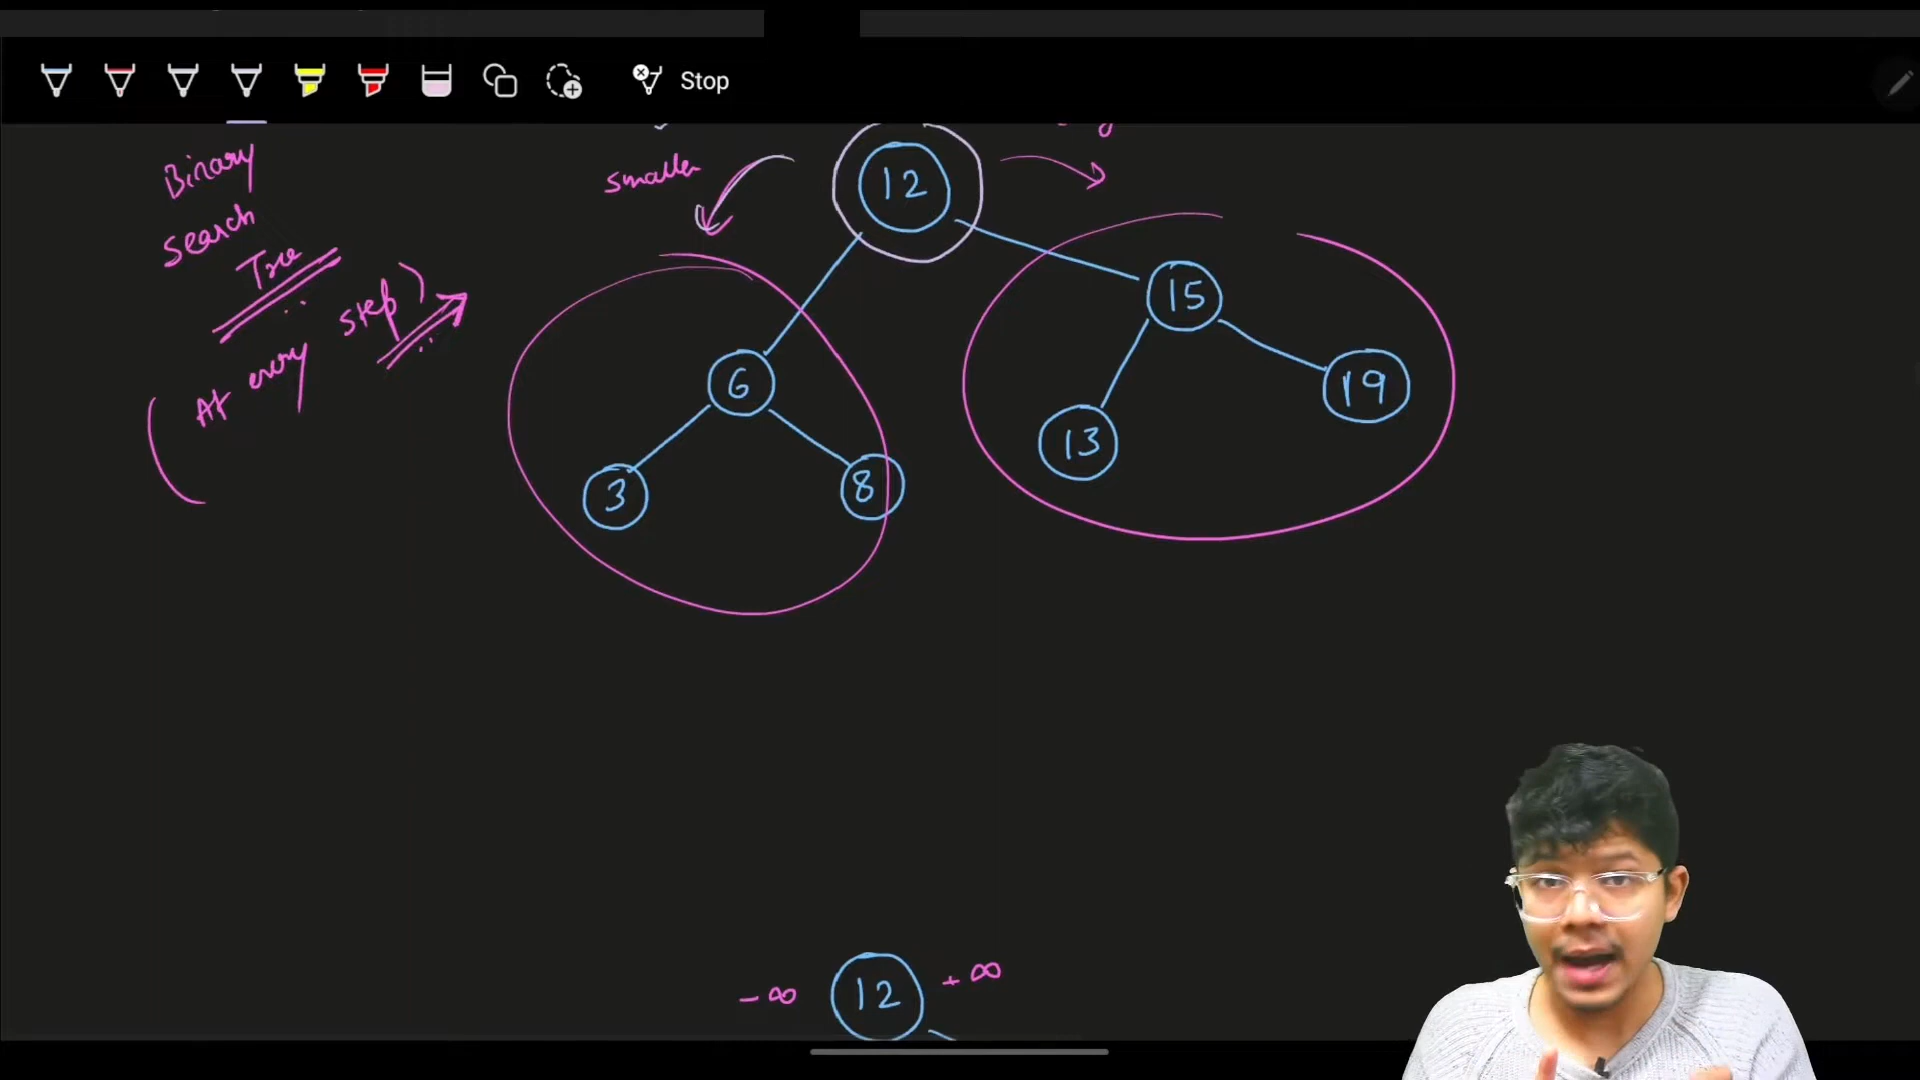 Stop
Binary
Search
Tree
(At every step)
smaller
12
15
6
19
13
3
8
- ∞ 12 + ∞